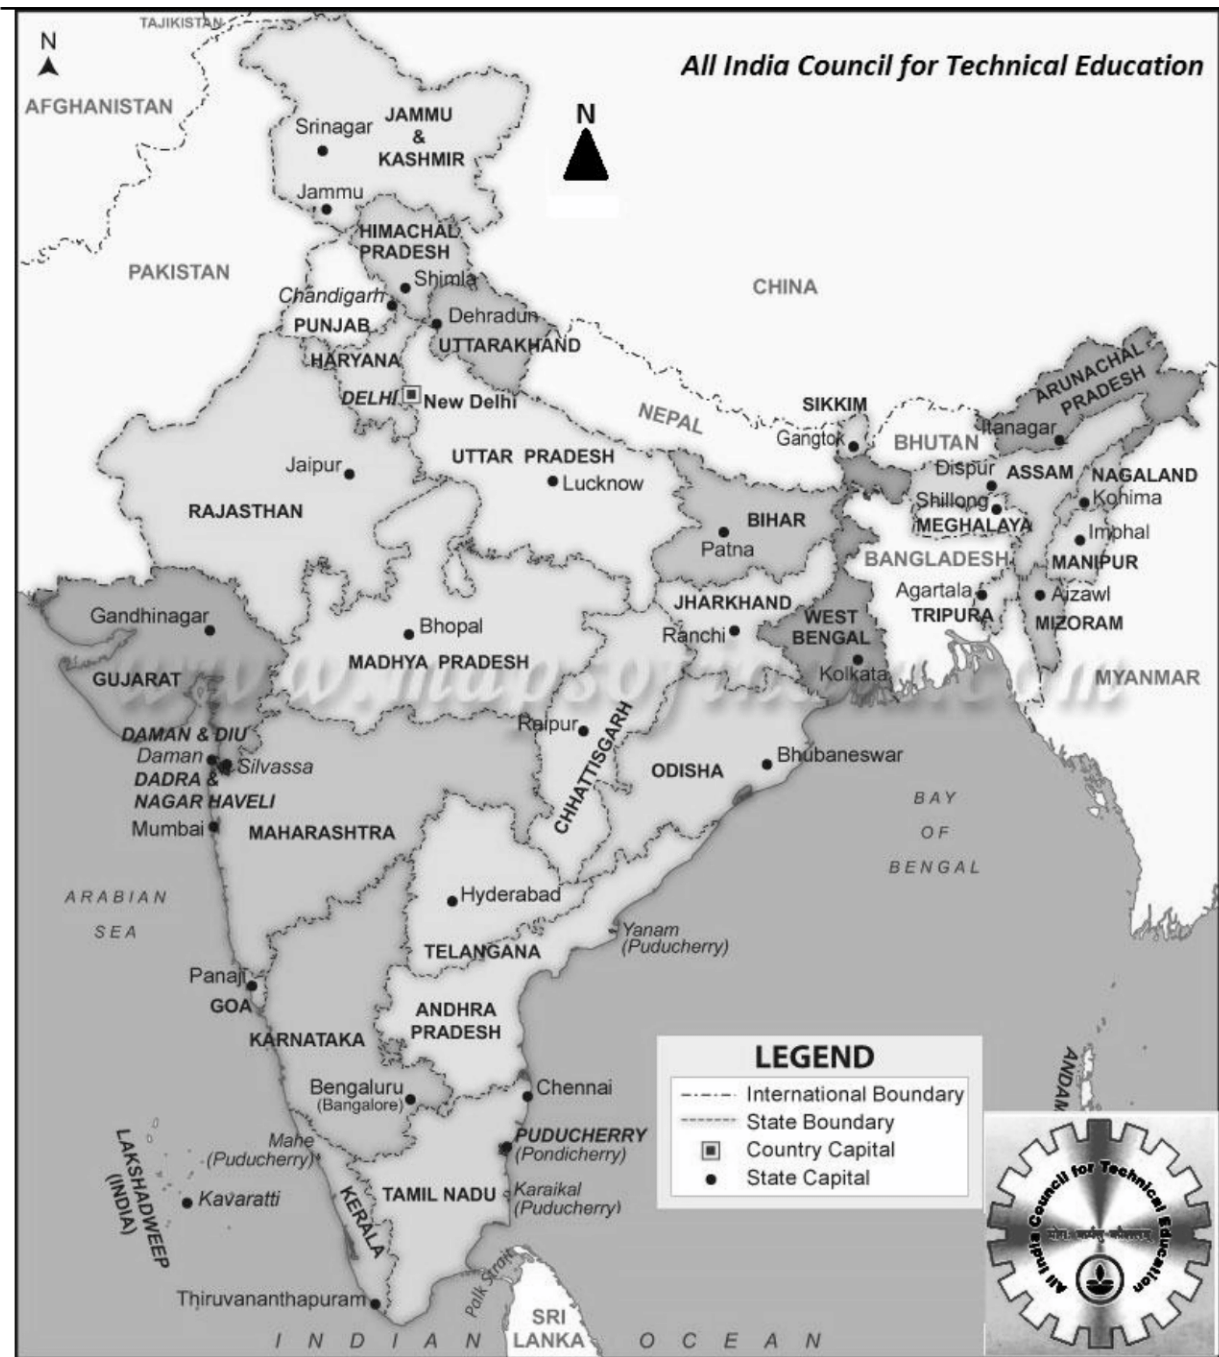 TAJIKISTAN
N
All India Council for Technical Education
AFGHANISTAN
N
JAMMU
&
KASHMIR
Srinagar
Jammu
HIMACHAL
PRADESH
PAKISTAN
Shimla
CHINA
Chandigarh
PUNJAB
Dehradun
UTTARAKHAND
HARYANA
DELHI
New Delhi
ARUNACHAL
PRADESH
NEPAL
SIKKIM
Gangtok
BHUTAN
Itanagar
Jaipur
UTTAR PRADESH
Lucknow
Dispur
ASSAM
NAGALAND
Kohima
RAJASTHAN
BIHAR
Patna
Shillong
MEGHALAYA
Imphal
MANIPUR
BANGLADESH
Gandhinagar
Bhopal
JHARKHAND
Ranchi
WEST
BENGAL
Agartala
TRIPURA
Aizawl
MIZORAM
MADHYA PRADESH
GUJARAT
www.mapsofindia.com
Kolkata
MYANMAR
DAMAN & DIU
Daman
Silvassa
DADRA &
NAGAR HAVELI
Raipur
CHHATTISGARH
ODISHA
Bhubaneswar
Mumbai
MAHARASHTRA
BAY
OF
BENGAL
ARABIAN
SEA
Hyderabad
TELANGANA
Yanam
(Puducherry)
Panaji
GOA
KARNATAKA
ANDHRA
PRADESH
Bengaluru
(Bangalore)
Chennai
LEGEND
International Boundary
State Boundary
Country Capital
State Capital
ANDAM
Mahe
(Puducherry)
PUDUCHERRY
(Pondicherry)
LAKSHADWEEP
(INDIA)
Kavaratti
KERALA
TAMIL NADU
Karaikal
(Puducherry)
All India Council for Technical Education
Thiruvananthapuram
Palk Strait
SRI
LANKA
INDIAN OCEAN